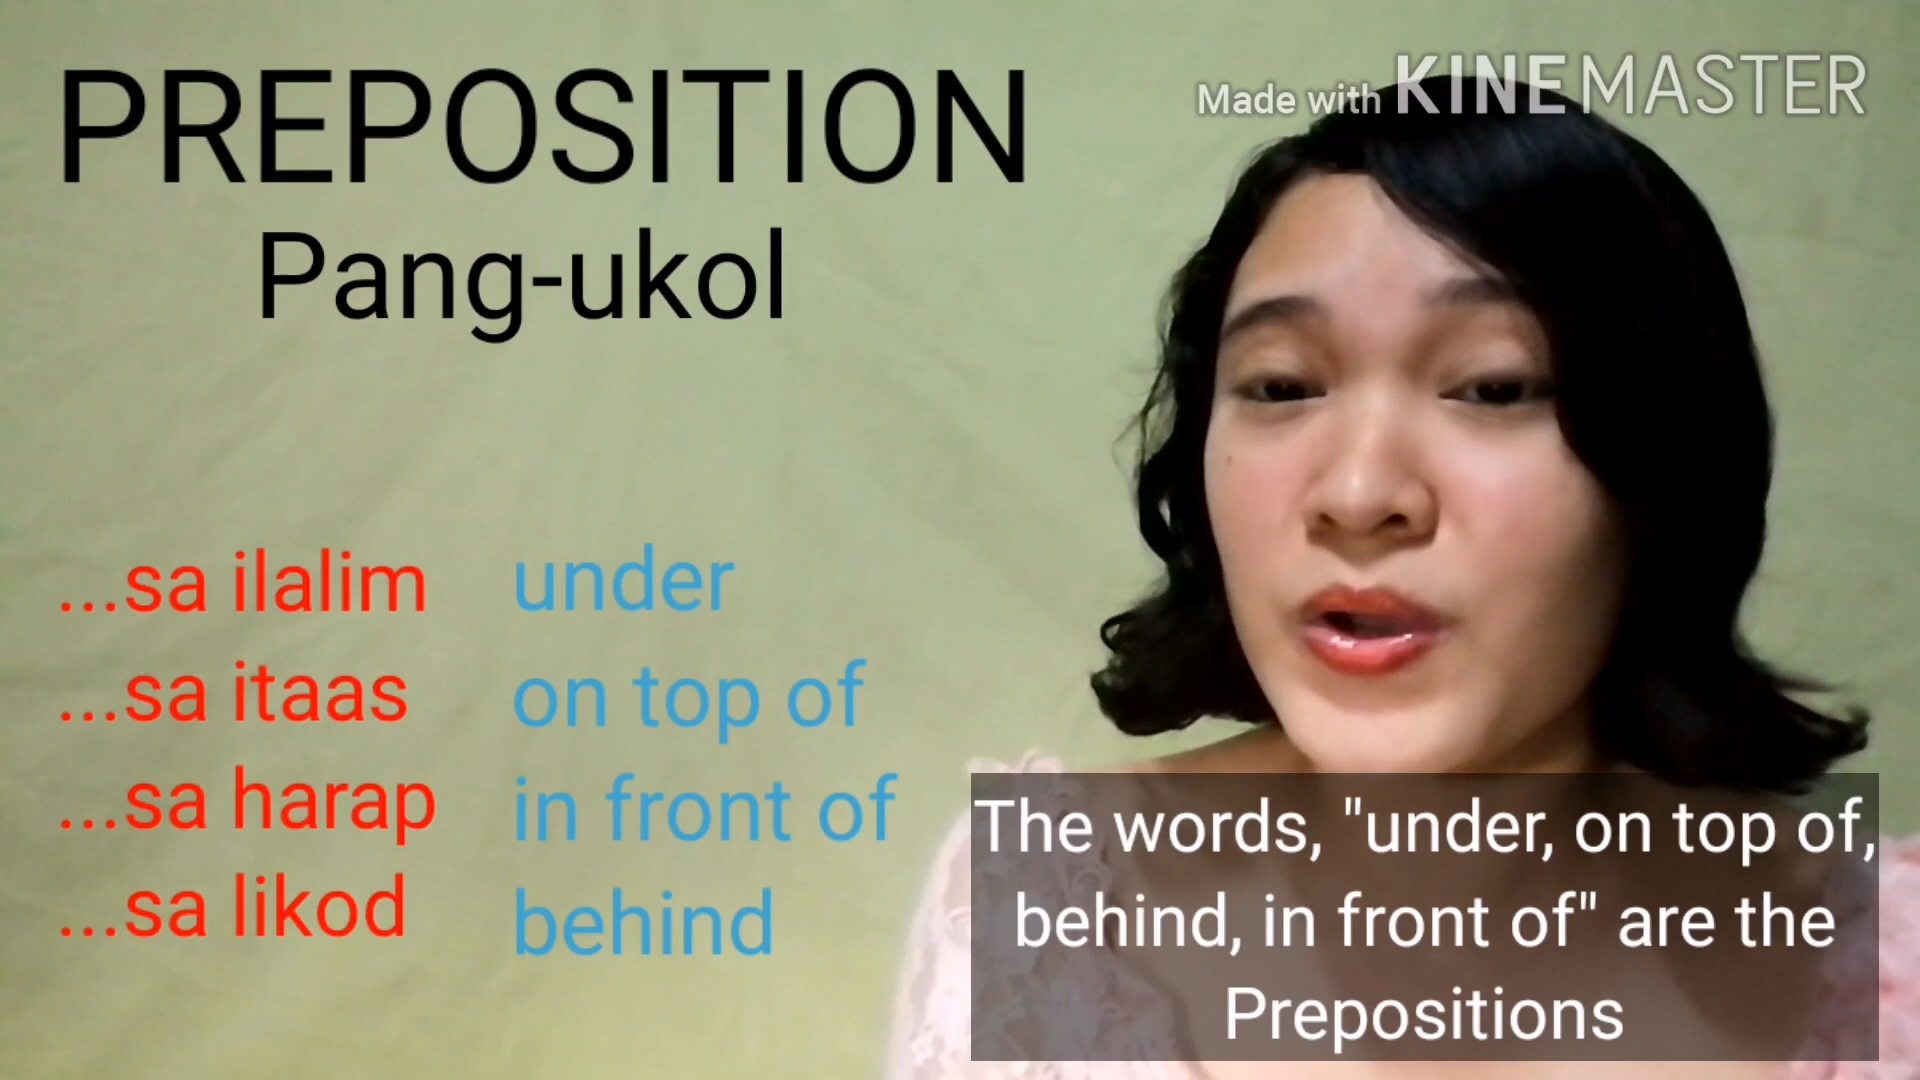 PREPOSITION
Pang-ukol
Made with KINEMASTER
...sa ilalim under
...sa itaas on top of
...sa harap in front of
...sa likod behind
The words, "under, on top of,
behind, in front of" are the
Prepositions